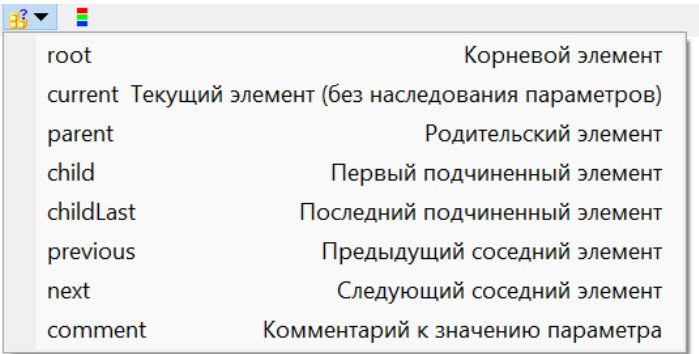 root Корневой элемент
current Текущий элемент (без наследования параметров)
parent Родительский элемент
child Первый подчиненный элемент
childLast Последний подчиненный элемент
previous Предыдущий соседний элемент
next Следующий соседний элемент
comment Комментарий к значению параметра